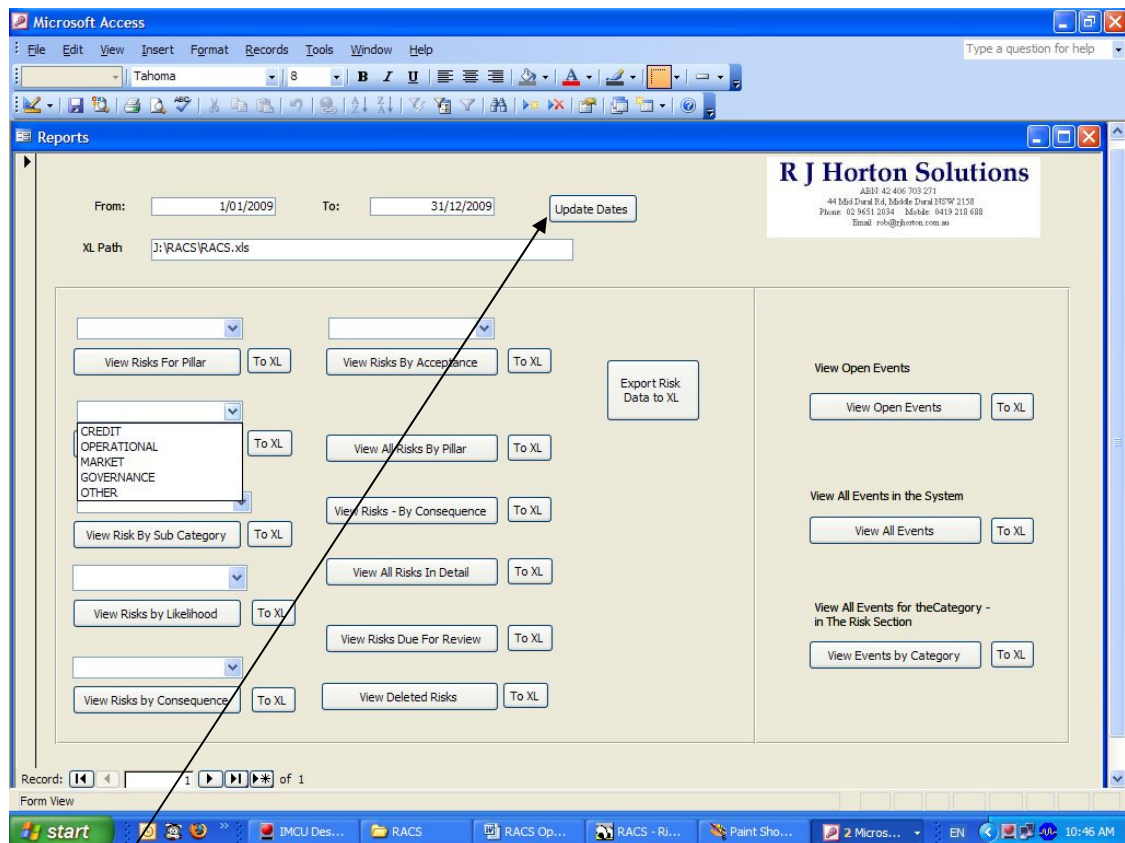 Microsoft Access
File Edit View Insert Format Records Tools Window Help Type a question for help
Tahoma 8 B I U A
Reports
R J Horton Solutions
ABN: 42 406 703 271
44 Mid Dural Rd, Middle Dural NSW 2158
Phone: 02 9651 2034 Mobile: 0419 218 688
Email: rob@rjhorton.com.au
From: 1/01/2009 To: 31/12/2009 Update Dates
XL Path J:\RACS\RACS.xls
View Risks For Pillar To XL View Risks By Acceptance To XL
Export Risk
Data to XL
View Open Events
View Open Events To XL
CREDIT
OPERATIONAL
MARKET
GOVERNANCE
OTHER
To XL View All Risks By Pillar To XL
View All Events in the System
View Risks - By Consequence To XL
View Risk By Sub Category To XL
View All Events To XL
View All Risks In Detail To XL
View Risks by Likelihood To XL
View All Events for theCategory -
in The Risk Section
View Risks Due For Review To XL
View Events by Category To XL
View Risks by Consequence To XL View Deleted Risks To XL
Record: 1 of 1
Form View
start IMCU Des... RACS RACS Op... RACS - Ri... Paint Sho... 2 Micros... EN 10:46 AM